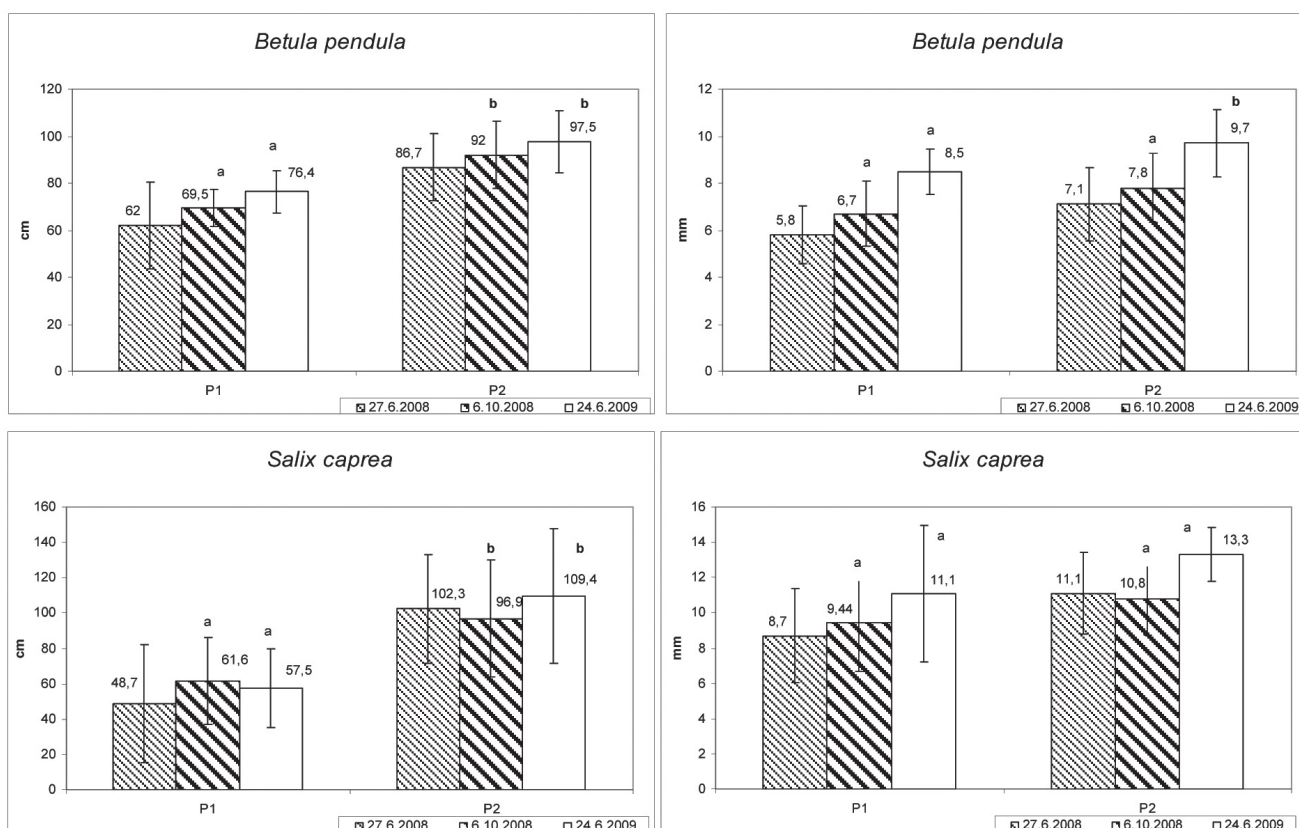 Betula pendula
120
100
80
60
40
20
0
cm
62
69,5
a
76,4
a
86,7
92
b
97,5
b
P1
P2
27.6.2008 6.10.2008 24.6.2009
Betula pendula
12
10
8
6
4
2
0
mm
5,8
6,7
a
8,5
a
7,1
7,8
a
9,7
b
P1
P2
27.6.2008 6.10.2008 24.6.2009
Salix caprea
160
140
120
100
80
60
40
20
0
cm
48,7
61,6
a
57,5
a
102,3
96,9
b
109,4
b
P1
P2
27.6.2008 6.10.2008 24.6.2009
Salix caprea
16
14
12
10
8
6
4
2
0
mm
8,7
9,44
a
11,1
a
11,1
10,8
a
13,3
a
P1
P2
27.6.2008 6.10.2008 24.6.2009